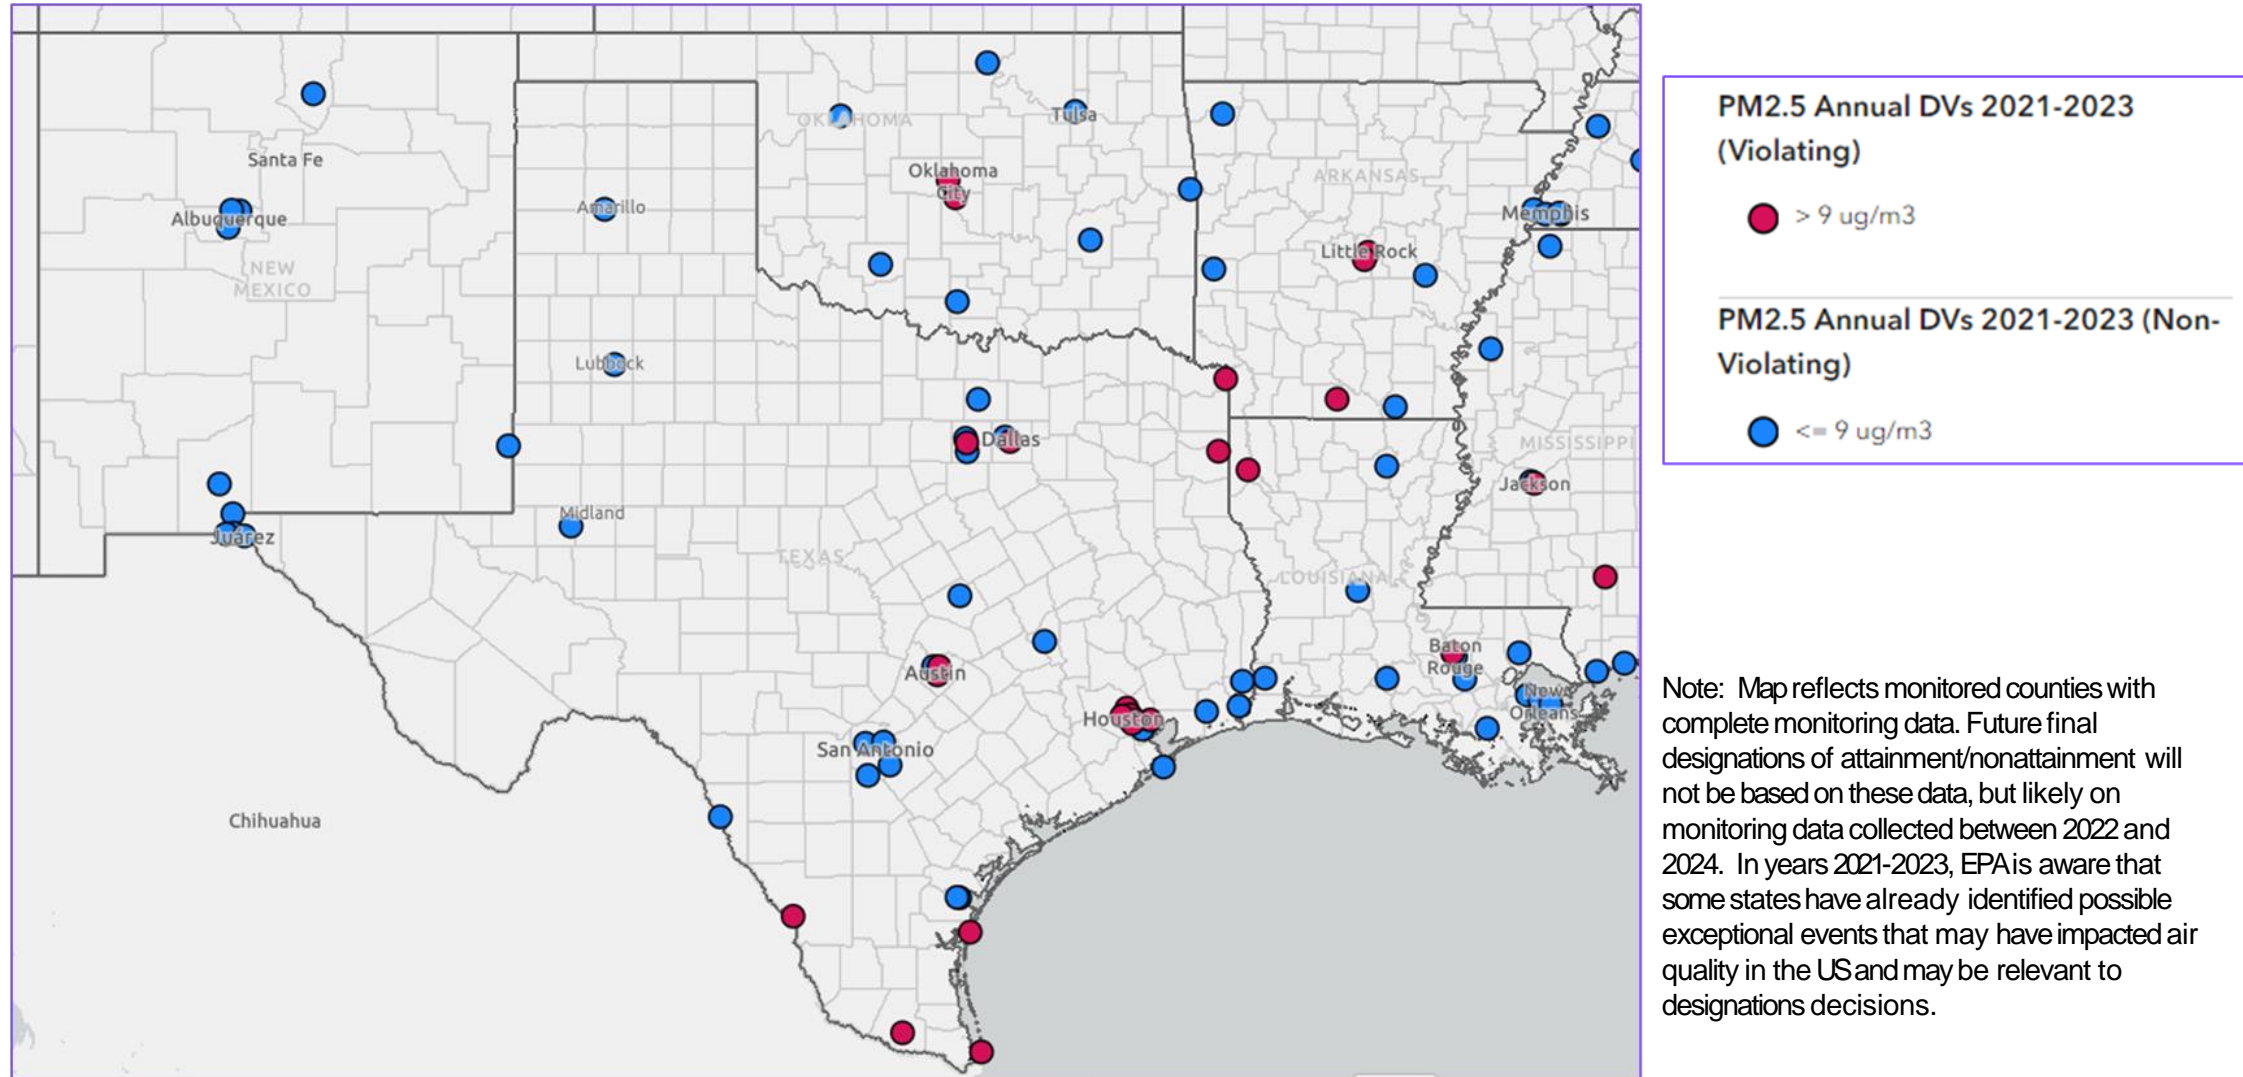 OKLAHOMA
Tulsa
Santa Fe
Oklahoma
City
ARKANSAS
Amarillo
Albuquerque
Memphis
Little Rock
NEW
MEXICO
Lubbock
Dallas
MISSISSIPPI
Jackson
Midland
Juárez
TEXAS
LOUISIANA
Baton
Rouge
Austin
New
Orleans
Houston
San Antonio
Chihuahua
PM2.5 Annual DVs 2021-2023
(Violating)
> 9 ug/m3
PM2.5 Annual DVs 2021-2023 (Non-
Violating)
<= 9 ug/m3
Note: Map reflects monitored counties with
complete monitoring data. Future final
designations of attainment/nonattainment will
not be based on these data, but likely on
monitoring data collected between 2022 and
2024. In years 2021-2023, EPA is aware that
some states have already identified possible
exceptional events that may have impacted air
quality in the US and may be relevant to
designations decisions.